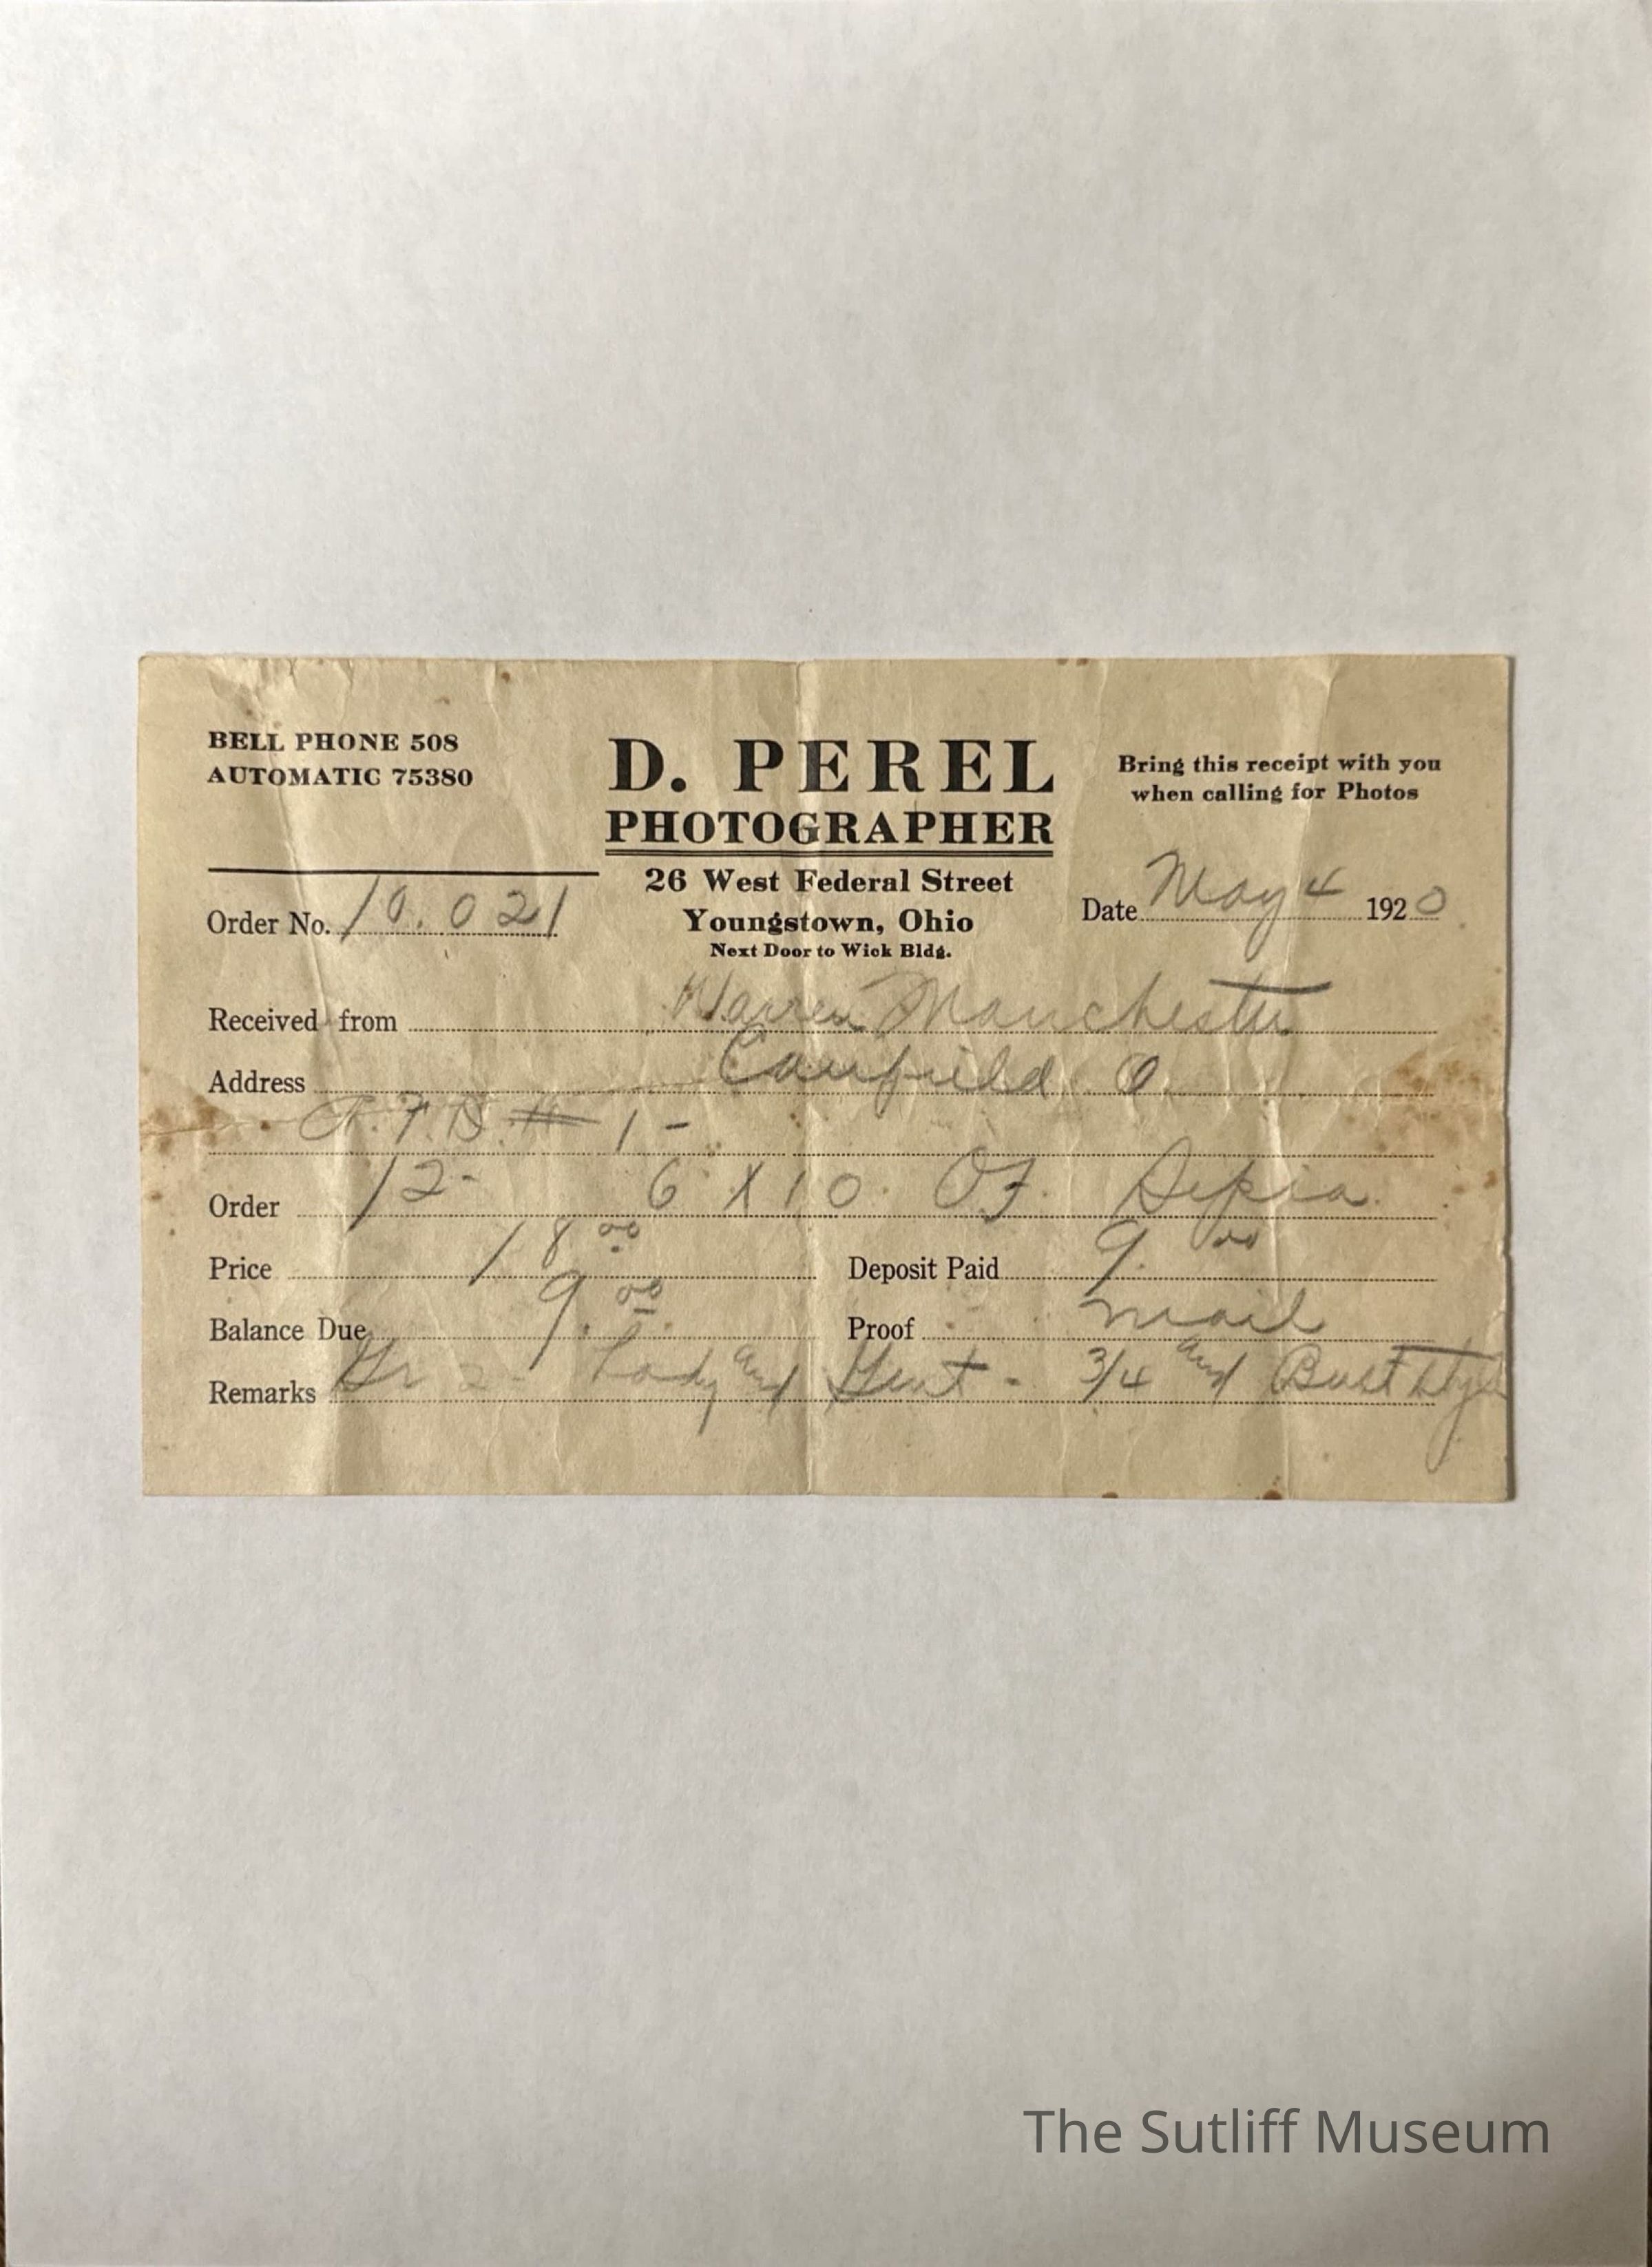 BELL PHONE 508
AUTOMATIC 75380
D. PEREL
PHOTOGRAPHER
26 West Federal Street
Youngstown, Ohio
Next Door to Wick Bldg.
Bring this receipt with you
when calling for Photos
Order No. 10.021
Date May 4 1920
Received from Warren Manchester
Address Canfield O.
R.F.D. # 1 -
Order 12- 6 X 10 Of Sepia.
Price 18.00 Deposit Paid 9.00
Balance Due 9.00 Proof mail
Remarks Gr 2 - Lady and Gent - 3/4 and Bust Style
The Sutliff Museum